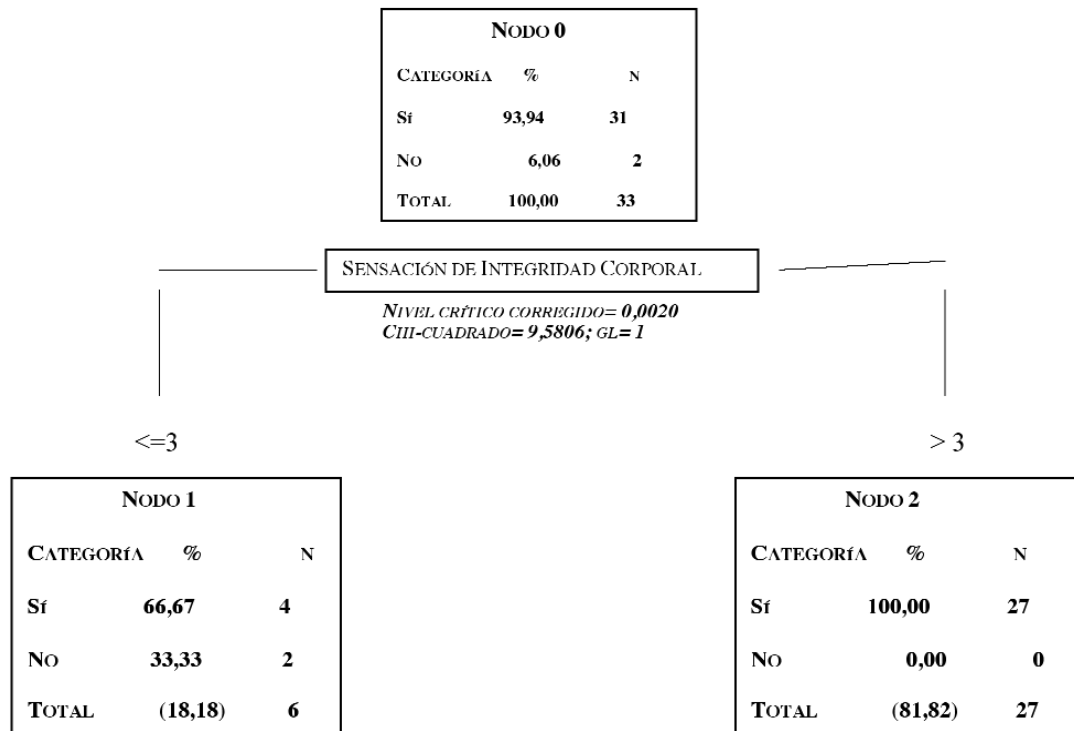 NODO 0
CATEGORÍA % N
SÍ 93,94 31
NO 6,06 2
TOTAL 100,00 33
SENSACIÓN DE INTEGRIDAD CORPORAL
NIVEL CRÍTICO CORREGIDO= 0,0020
CHI-CUADRADO= 9,5806; GL= 1
<=3
> 3
NODO 1
CATEGORÍA % N
SÍ 66,67 4
NO 33,33 2
TOTAL (18,18) 6
NODO 2
CATEGORÍA % N
SÍ 100,00 27
NO 0,00 0
TOTAL (81,82) 27